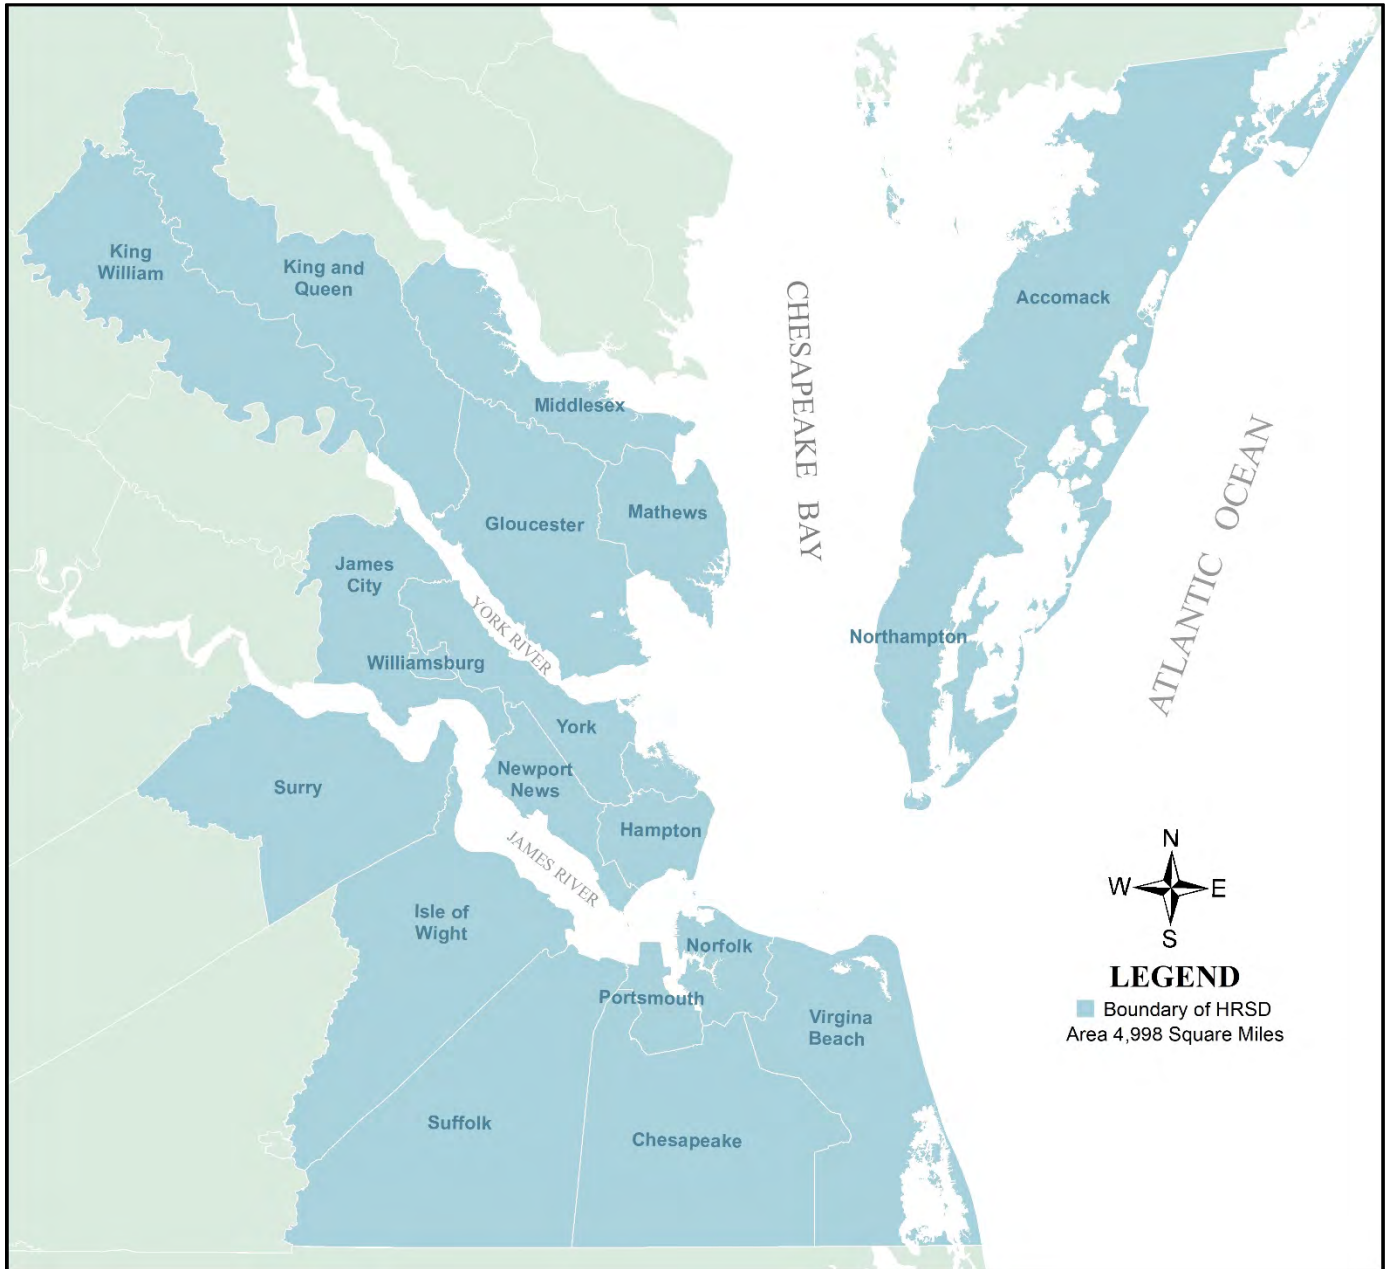 King
William
King and
Queen
Accomack
CHESAPEAKE BAY
Middlesex
Mathews
Gloucester
ATLANTIC OCEAN
James
City
YORK RIVER
Northampton
Williamsburg
York
Newport
News
Surry
Hampton
JAMES RIVER
N
W
E
S
Isle of
Wight
Norfolk
LEGEND
Portsmouth
Boundary of HRSD
Virgina
Beach
Area 4,998 Square Miles
Suffolk
Chesapeake